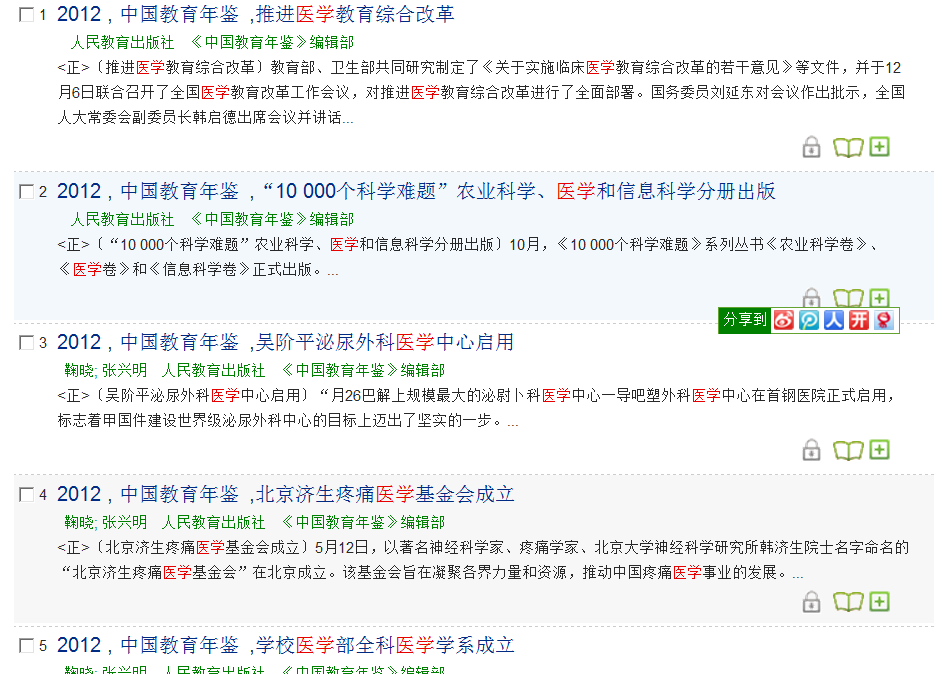 1 2012，中国教育年鉴 ,推进医学教育综合改革
人民教育出版社 《中国教育年鉴》编辑部
<正>〔推进医学教育综合改革〕教育部、卫生部共同研究制定了《关于实施临床医学教育综合改革的若干意见》等文件，并于12
月6日联合召开了全国医学教育改革工作会议，对推进医学教育综合改革进行了全面部署。国务委员刘延东对会议作出批示，全国
人大常委会副委员长韩启德出席会议并讲话...
2 2012，中国教育年鉴 ,“10 000个科学难题”农业科学、医学和信息科学分册出版
人民教育出版社 《中国教育年鉴》编辑部
<正>〔“10 000个科学难题”农业科学、医学和信息科学分册出版〕10月，《10 000个科学难题》系列丛书《农业科学卷》、
《医学卷》和《信息科学卷》正式出版。...
分享到 人 开
3 2012，中国教育年鉴 ,吴阶平泌尿外科医学中心启用
鞠晓; 张兴明 人民教育出版社 《中国教育年鉴》编辑部
<正>〔吴阶平泌尿外科医学中心启用〕“月26巴解上规模最大的泌尉卜科医学中心一导吧塑外科医学中心在首钢医院正式启用，
标志着甲国件建设世界级泌尿外科中心的目标上迈出了坚实的一步。...
4 2012，中国教育年鉴 ,北京济生疼痛医学基金会成立
鞠晓; 张兴明 人民教育出版社 《中国教育年鉴》编辑部
<正>〔北京济生疼痛医学基金会成立〕5月12日，以著名神经科学家、疼痛学家、北京大学神经科学研究所韩济生院士名字命名的
“北京济生疼痛医学基金会”在北京成立。该基金会旨在凝聚各界力量和资源，推动中国疼痛医学事业的发展。...
5 2012，中国教育年鉴 ,学校医学部全科医学学系成立
鞠晓; 张兴明 人民教育出版社 《中国教育年鉴》编辑部